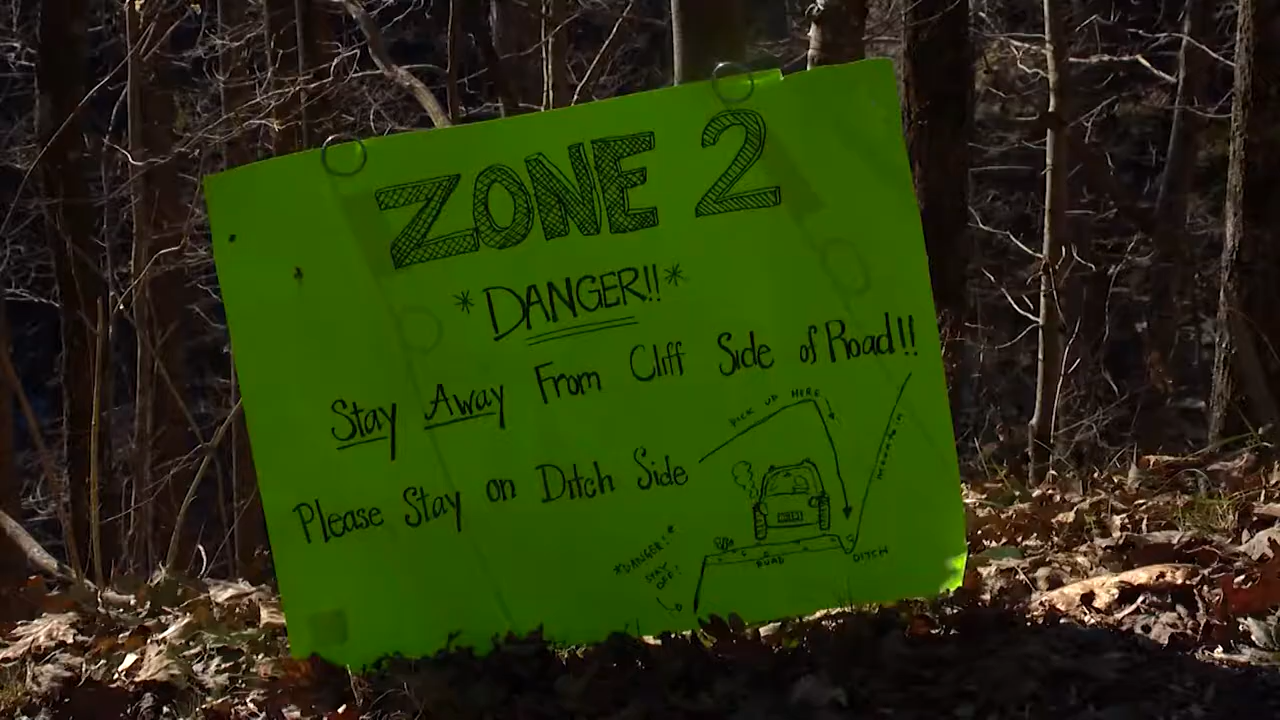 ZONE 2
*DANGER!!*
Stay Away From Cliff Side of Road!!
Please Stay on Ditch Side
PICK UP HERE
MOUNTAIN
*DANGER!*
STAY
OFF!
ROAD
DITCH